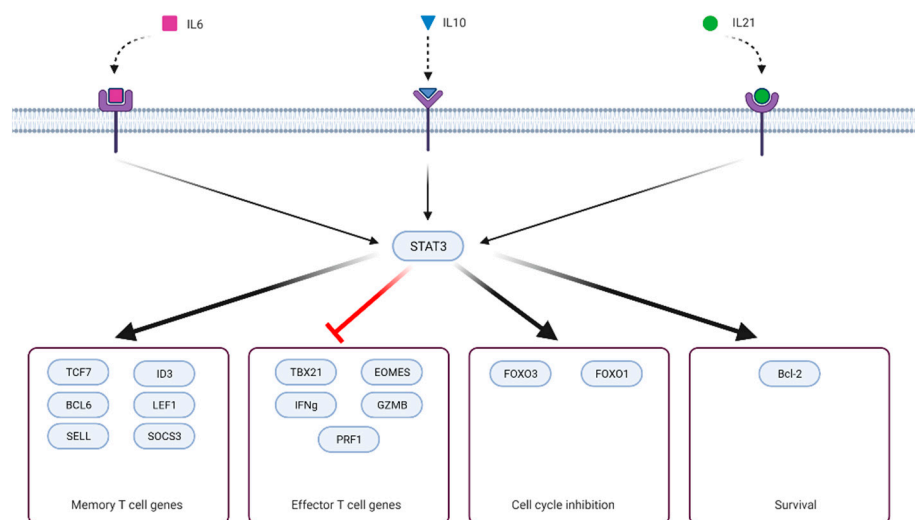 IL6
IL10
IL21
STAT3
TCF7
ID3
BCL6
LEF1
SELL
SOCS3
Memory T cell genes
TBX21
EOMES
IFNg
GZMB
PRF1
Effector T cell genes
FOXO3
FOXO1
Cell cycle inhibition
Bcl-2
Survival